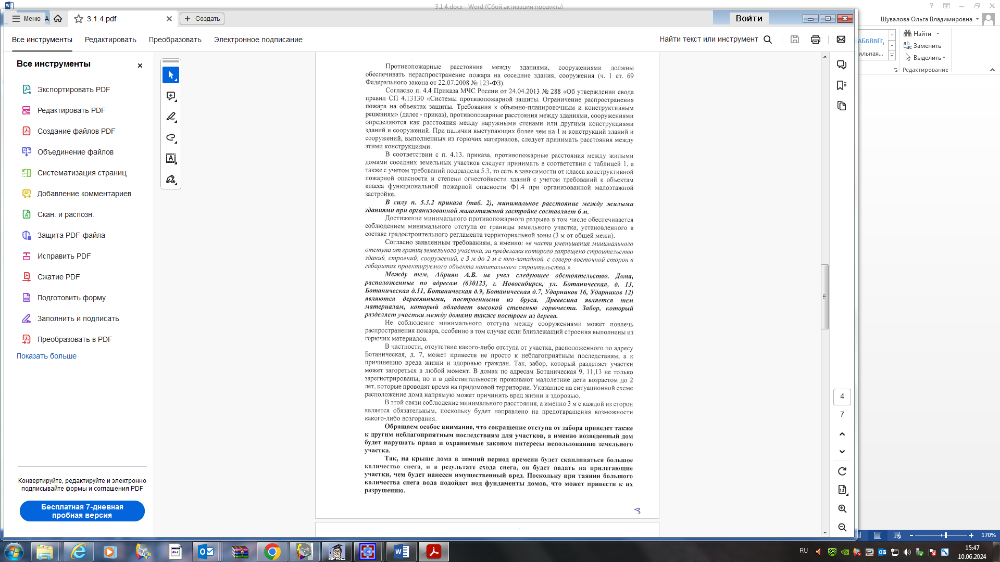 3.1.4.docx - Word (Сбой активации продукта)
Меню
3.1.4.pdf
Создать
Войти
Шувалова Ольга Владимировна
Все инструменты
Редактировать
Преобразовать
Электронное подписание
Найти текст или инструмент
Найти
Заменить
Выделить
Редактирование
Все инструменты
Экспортировать PDF
Редактировать PDF
Создание файлов PDF
Объединение файлов
Систематизация страниц
Добавление комментариев
Скан. и распозн.
Защита PDF-файла
Исправить PDF
Сжатие PDF
Подготовить форму
Заполнить и подписать
Преобразовать в PDF
Показать больше
Конвертируйте, редактируйте и электронно
подписывайте формы и соглашения PDF
Бесплатная 7-дневная
пробная версия
Противопожарные расстояния между зданиями, сооружениями должны
обеспечивать нераспространение пожара на соседние здания, сооружения (ч. 1 ст. 69
Федерального закона от 22.07.2008 № 123-ФЗ).
Согласно п. 4.4 Приказа МЧС России от 24.04.2013 № 288 «Об утверждении свода
правил СП 4.13130 «Системы противопожарной защиты. Ограничение распространения
пожара на объектах защиты. Требования к объемно-планировочным и конструктивным
решениям» (далее - приказ), противопожарные расстояния между зданиями, сооружениями
определяются как расстояния между наружными стенами или другими конструкциями
зданий и сооружений. При наличии выступающих более чем на 1 м конструкций зданий и
сооружений, выполненных из горючих материалов, следует принимать расстояния между
этими конструкциями.
В соответствии с п. 4.13. приказа, противопожарные расстояния между жилыми
домами соседних земельных участков следует принимать в соответствии с таблицей 1, а
также с учетом требований подраздела 5.3, то есть в зависимости от класса конструктивной
пожарной опасности и степени огнестойкости зданий с учетом требований к объектам
класса функциональной пожарной опасности Ф1.4 при организованной малоэтажной
застройке.
В силу п. 5.3.2 приказа (таб. 2), минимальное расстояние между жилыми
зданиями при организованной малоэтажной застройке составляет 6 м.
Достижение минимального противопожарного разрыва в том числе обеспечивается
соблюдением минимального отступа от границы земельного участка, установленного в
составе градостроительного регламента территориальной зоны (3 м от общей межи).
Согласно заявленным требованиям, а именно: «в части уменьшения минимального
отступа от границ земельного участка, за пределами которого запрещено строительство
зданий, строений, сооружений, с 3 м до 2 м с юго-западной, с северо-восточной сторон в
габаритах проектируемого объекта капитального строительства,».
Между тем, Айриян А.В. не учел следующее обстоятельство. Дома,
расположенные по адресам (630123, г. Новосибирск, ул. Ботаническая, д. 13,
Ботаническая д.11, Ботаническая д.9, Ботаническая д.7, Ударников 16, Ударников 12)
являются деревянными, построенными из бруса. Древесина является тем
материалам, который обладает высокой степенью горючести. Забор, который
разделяет участки между домами также построен из дерева.
Не соблюдение минимального отступа между сооружениями может повлечь
распространения пожара, особенно в том случае если близлежащий строения выполнены из
горючих материалов.
В частности, отсутствие какого-либо отступа от участка, расположенного по адресу
Ботаническая, д. 7, может привести не просто к неблагоприятным последствиям, а к
причинению вреда жизни и здоровью граждан. Так, забор, который разделяет участки
может загореться в любой момент. В домах по адресам Ботаническая 9, 11,13 не только
зарегистрированы, но и в действительности проживают малолетние дети возрастом до 2
лет, которые проводят время на придомовой территории. Указанное на ситуационной схеме
расположение дома напрямую может причинить вред жизни и здоровью.
В этой связи соблюдение минимального расстояния, а именно 3 м с каждой из сторон
является обязательным, поскольку будет направлено на предотвращения возможности
какого-либо возгорания.
Обращаем особое внимание, что сокращение отступа от забора приведет также
к другим неблагоприятным последствиям для участков, а именно возведенный дом
будет нарушать права и охраняемые законом интересы использованию земельного
участка.
Так, на крыше дома в зимний период времени будет скапливаться большое
количество снега, и в результате схода снега, он будет падать на прилегающие
участки, чем будет нанесен имущественный вред. Поскольку при таянии большого
количества снега вода подойдет под фундаменты домов, что может привести к их
разрушению.
3
4
7
170%
RU
15:47
10.06.2024